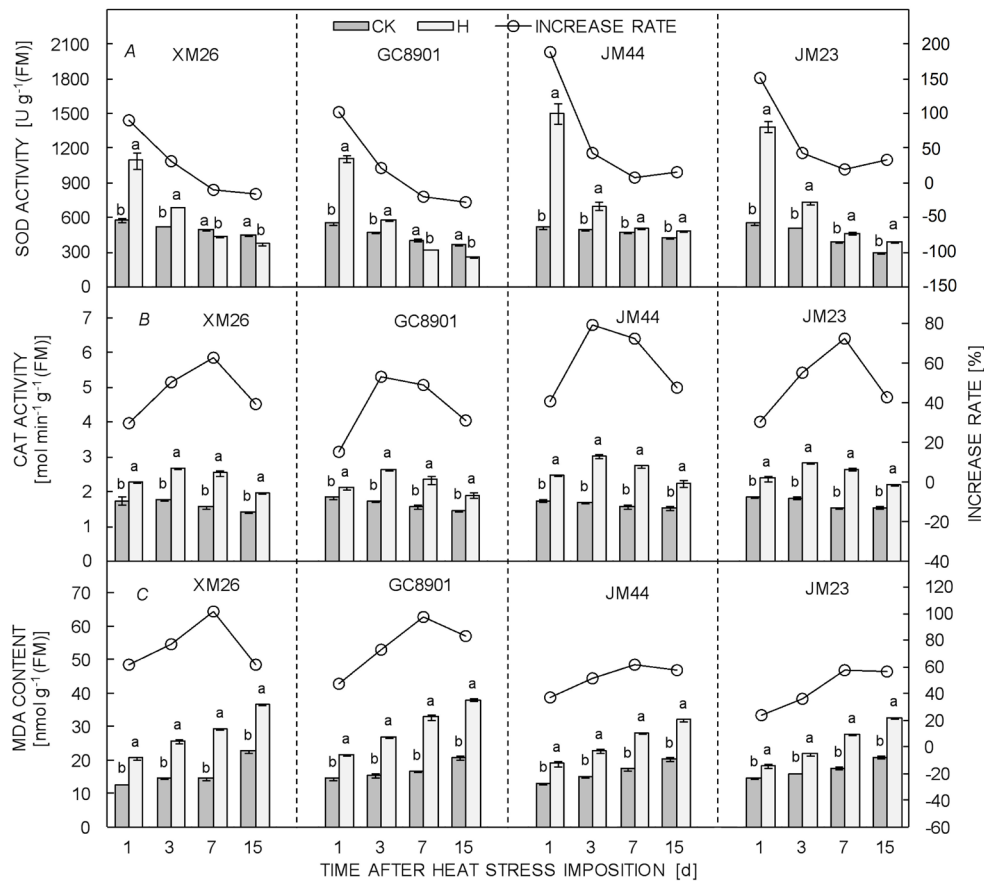 CK H INCREASE RATE
A XM26 GC8901 JM44 JM23
SOD ACTIVITY [U g-1(FM)]
2100
1800
1500
1200
900
600
300
0
b a b a a b a b
b a b a a b a b
b a b a b a b a
b a b a b a b a
200
150
100
50
0
-50
-100
-150
B XM26 GC8901 JM44 JM23
CAT ACTIVITY
[mol min-1 g-1 (FM)]
7
6
5
4
3
2
1
0
b a b a b a b a
b a b a b a b a
b a b a b a b a
b a b a b a b a
80
60
40
20
0
-20
-40
INCREASE RATE [%]
C XM26 GC8901 JM44 JM23
MDA CONTENT
[nmol g-1 (FM)]
70
60
50
40
30
20
10
0
b a b a b a b a
b a b a b a b a
b a b a b a b a
b a b a b a b a
120
100
80
60
40
20
0
-20
-40
-60
1 3 7 15 1 3 7 15 1 3 7 15 1 3 7 15
TIME AFTER HEAT STRESS IMPOSITION [d]